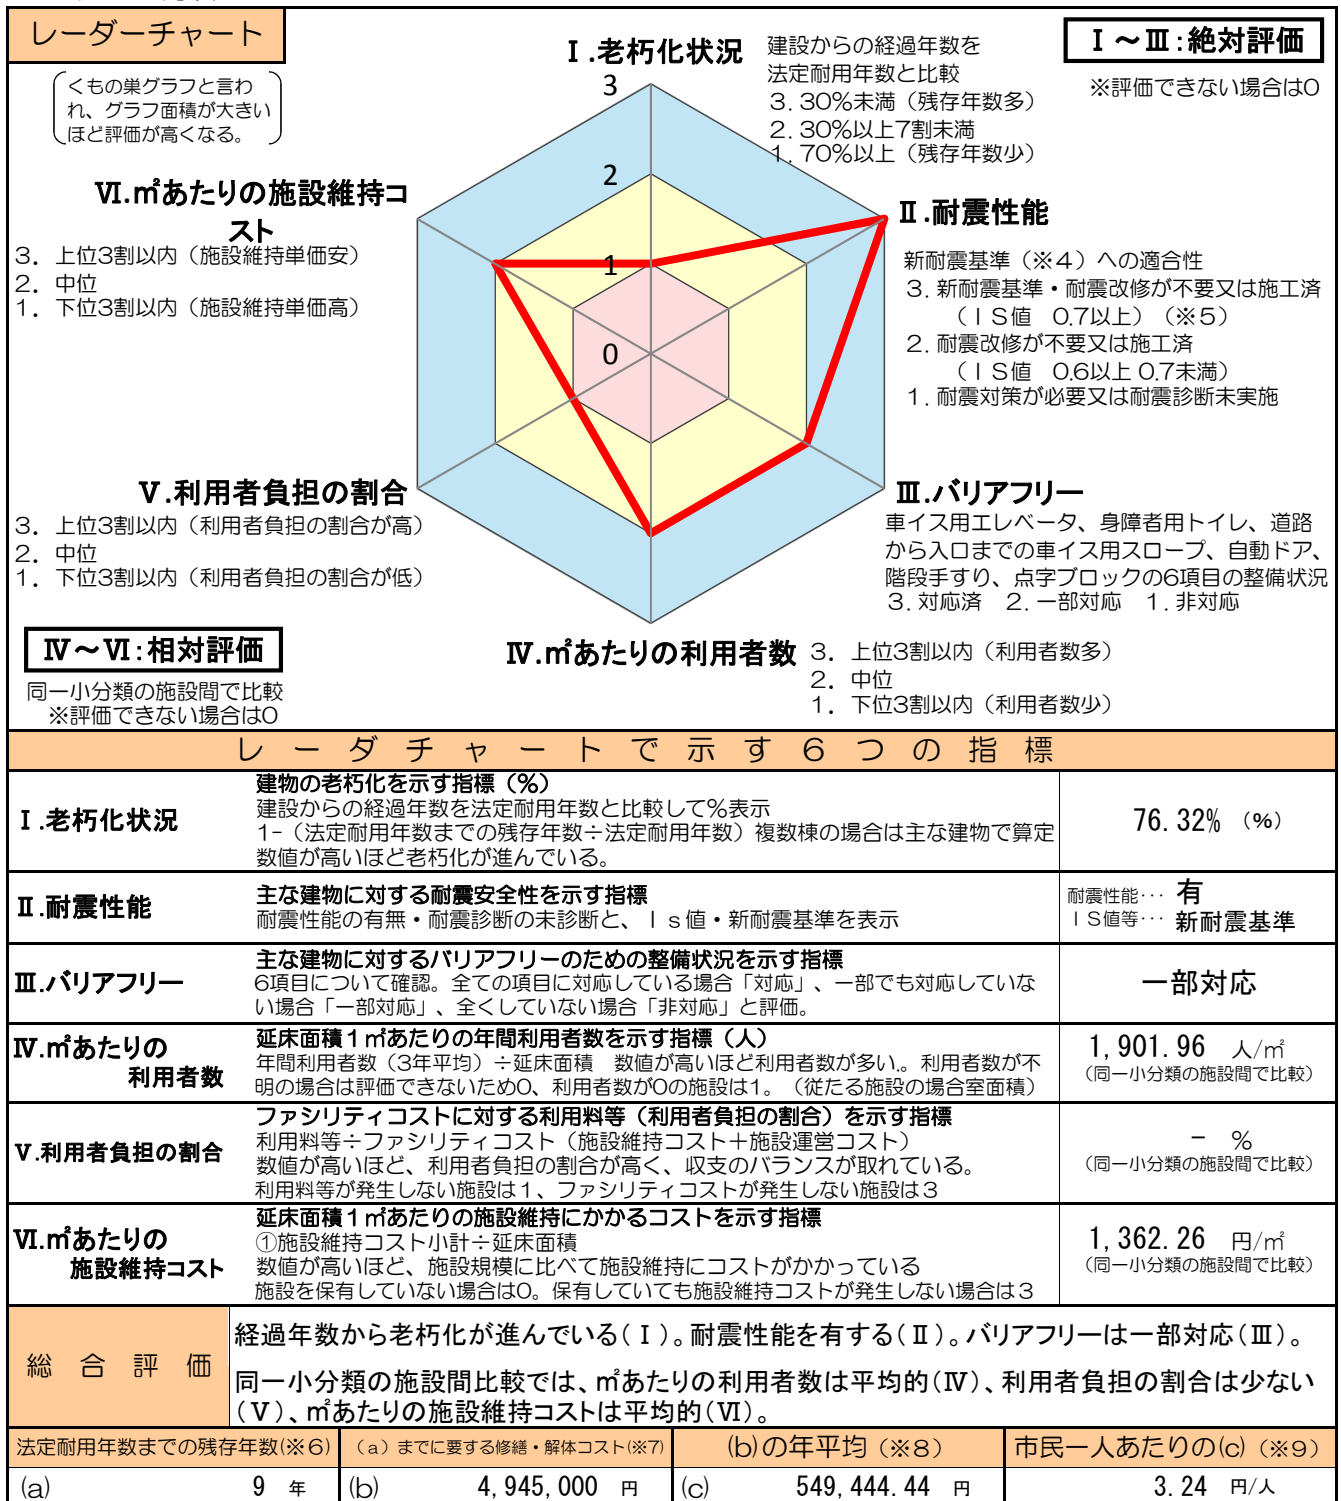 レーダーチャート
くもの巣グラフと言わ
れ、グラフ面積が大きい
ほど評価が高くなる。
Ⅰ.老朽化状況
建設からの経過年数を
法定耐用年数と比較
3.30%未満（残存年数多）
2.30%以上7割未満
1.70%以上（残存年数少）
Ⅰ～Ⅲ:絶対評価
※評価できない場合は0
3
2
1
0
Ⅵ.㎡あたりの施設維持コ
スト
3．上位3割以内（施設維持単価安）
2．中位
1．下位3割以内（施設維持単価高）
Ⅱ.耐震性能
新耐震基準（※４）への適合性
3.新耐震基準・耐震改修が不要又は施工済
（ＩＳ値　0.7以上）（※５）
2.耐震改修が不要又は施工済
（ＩＳ値　0.6以上 0.7未満）
1.耐震対策が必要又は耐震診断未実施
Ⅴ.利用者負担の割合
3．上位3割以内（利用者負担の割合が高）
2．中位
1．下位3割以内（利用者負担の割合が低）
Ⅲ.バリアフリー
車イス用エレベータ、身障者用トイレ、道路
から入口までの車イス用スロープ、自動ドア、
階段手すり、点字ブロックの6項目の整備状況
3.対応済　2.一部対応　1.非対応
Ⅳ～Ⅵ:相対評価
同一小分類の施設間で比較
※評価できない場合は0
Ⅳ.㎡あたりの利用者数
3．上位3割以内（利用者数多）
2．中位
1．下位3割以内（利用者数少）
レーダチャートで示す６つの指標
Ⅰ.老朽化状況
建物の老朽化を示す指標（%）
建設からの経過年数を法定耐用年数と比較して%表示
1-（法定耐用年数までの残存年数÷法定耐用年数）複数棟の場合は主な建物で算定
数値が高いほど老朽化が進んでいる。
76.32% （%）
Ⅱ.耐震性能
主な建物に対する耐震安全性を示す指標
耐震性能の有無・耐震診断の未診断と、Ｉｓ値・新耐震基準を表示
耐震性能… 有
ＩＳ値等… 新耐震基準
Ⅲ.バリアフリー
主な建物に対するバリアフリーのための整備状況を示す指標
6項目について確認。全ての項目に対応している場合「対応」、一部でも対応していな
い場合「一部対応」、全くしていない場合「非対応」と評価。
一部対応
Ⅳ.㎡あたりの
利用者数
延床面積１㎡あたりの年間利用者数を示す指標（人）
年間利用者数（3年平均）÷延床面積　数値が高いほど利用者数が多い。利用者数が不
明の場合は評価できないため0、利用者数が0の施設は1。（従たる施設の場合室面積）
1,901.96 人/㎡
（同一小分類の施設間で比較）
Ⅴ.利用者負担の割合
ファシリティコストに対する利用料等（利用者負担の割合）を示す指標
利用料等÷ファシリティコスト（施設維持コスト＋施設運営コスト）
数値が高いほど、利用者負担の割合が高く、収支のバランスが取れている。
利用料等が発生しない施設は１、ファシリティコストが発生しない施設は３
- %
（同一小分類の施設間で比較）
Ⅵ.㎡あたりの
施設維持コスト
延床面積１㎡あたりの施設維持にかかるコストを示す指標
①施設維持コスト小計÷延床面積
数値が高いほど、施設規模に比べて施設維持にコストがかかっている
施設を保有していない場合は0。保有していても施設維持コストが発生しない場合は３
1,362.26 円/㎡
（同一小分類の施設間で比較）
総合評価
経過年数から老朽化が進んでいる(Ⅰ)。耐震性能を有する(Ⅱ)。バリアフリーは一部対応(Ⅲ)。
同一小分類の施設間比較では、㎡あたりの利用者数は平均的(Ⅳ)、利用者負担の割合は少ない
(Ⅴ)、㎡あたりの施設維持コストは平均的(Ⅵ)。
法定耐用年数までの残存年数(※６)
（a）までに要する修繕・解体コスト(※７)
(b)の年平均（※８）
市民一人あたりの(c)（※９）
(a) 9 年
(b) 4,945,000 円
(c) 549,444.44 円
3.24 円/人